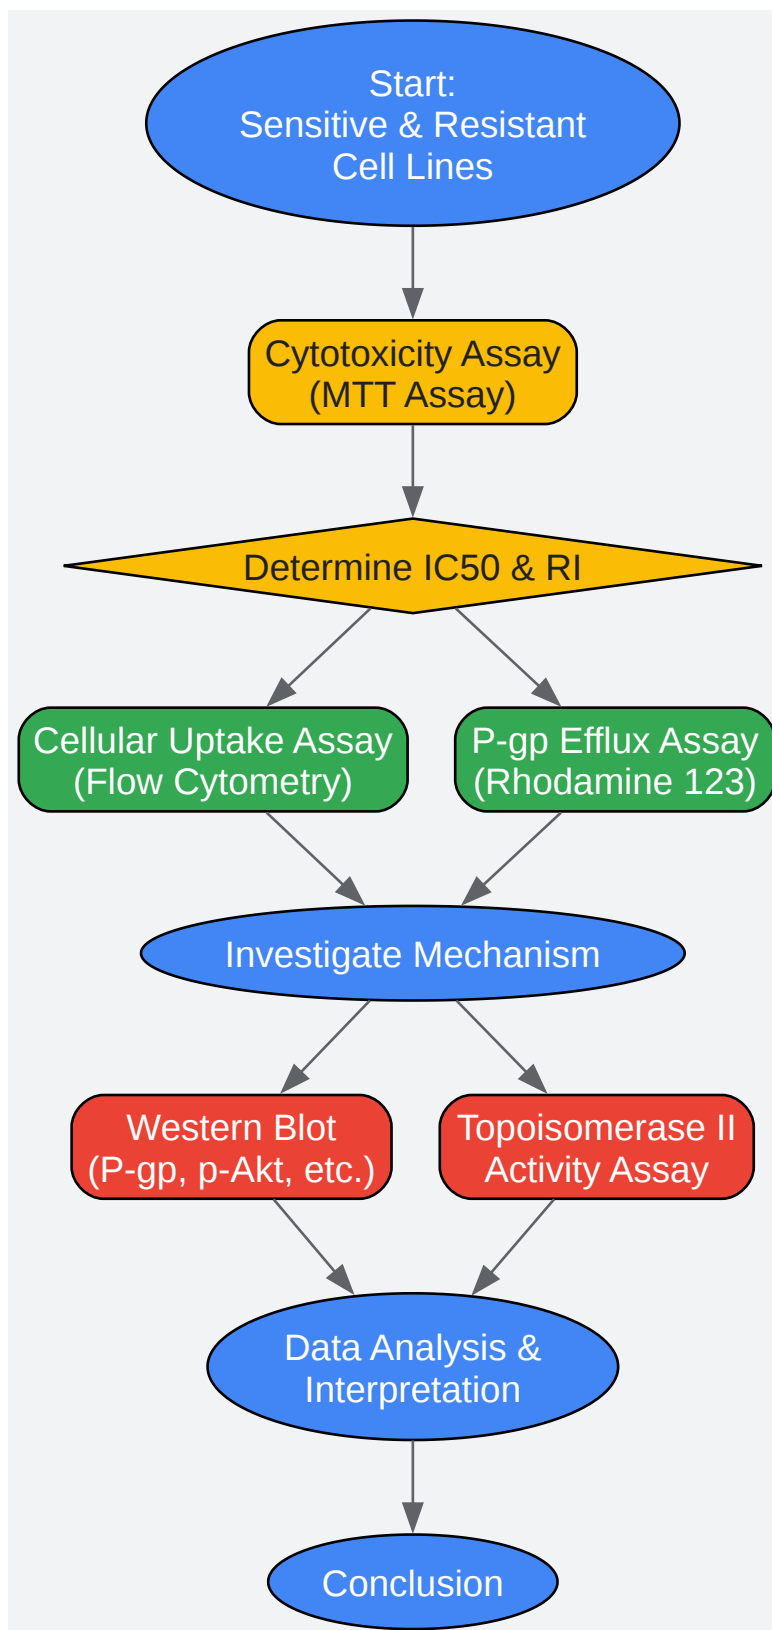 Start:
Sensitive & Resistant
Cell Lines
Cytotoxicity Assay
(MTT Assay)
Determine IC50 & RI
Cellular Uptake Assay
(Flow Cytometry)
P-gp Efflux Assay
(Rhodamine 123)
Investigate Mechanism
Western Blot
(P-gp, p-Akt, etc.)
Topoisomerase II
Activity Assay
Data Analysis &
Interpretation
Conclusion